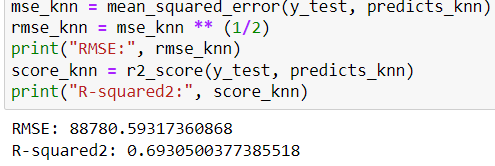 mse_knn = mean_squared_error(y_test, predicts_knn)
rmse_knn = mse_knn ** (1/2)
print("RMSE:", rmse_knn)
score_knn = r2_score(y_test, predicts_knn)
print("R-squared2:", score_knn)
RMSE: 88780.59317360868
R-squared2: 0.6930500377385518